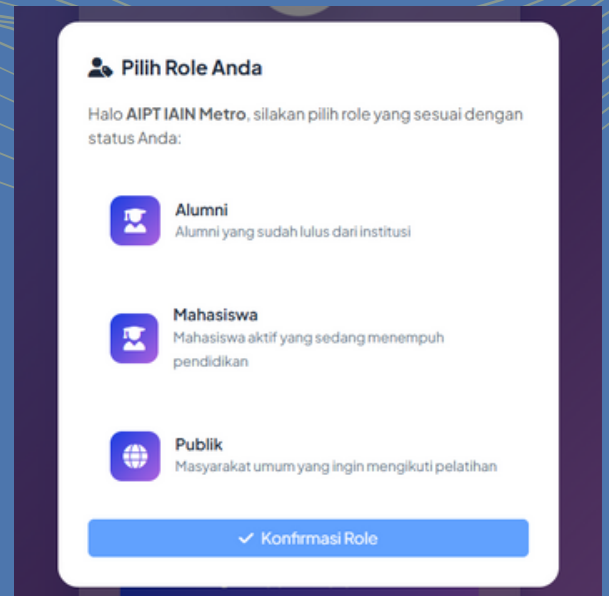 Pilih Role Anda
Halo AIPT IAIN Metro, silakan pilih role yang sesuai dengan
status Anda:
Alumni
Alumni yang sudah lulus dari institusi
Mahasiswa
Mahasiswa aktif yang sedang menempuh
pendidikan
Publik
Masyarakat umum yang ingin mengikuti pelatihan
Konfirmasi Role